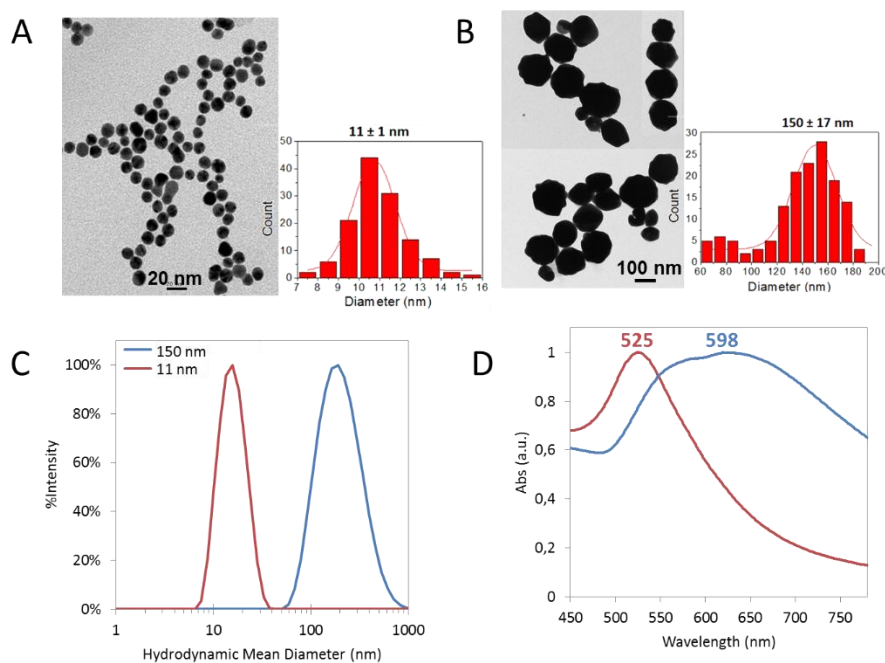 A
20 nm
11 ± 1 nm
Count
50
40
30
20
10
0
7 8 9 10 11 12 13 14 15 16
Diameter (nm)
B
100 nm
150 ± 17 nm
Count
30
25
20
15
10
5
0
60 80 100 120 140 160 180 200
Diameter (nm)
C
150 nm
11 nm
%Intensity
100%
80%
60%
40%
20%
0%
1 10 100 1000
Hydrodynamic Mean Diameter (nm)
D
525 598
Abs (a.u.)
1
0,8
0,6
0,4
0,2
0
450 500 550 600 650 700 750
Wavelength (nm)